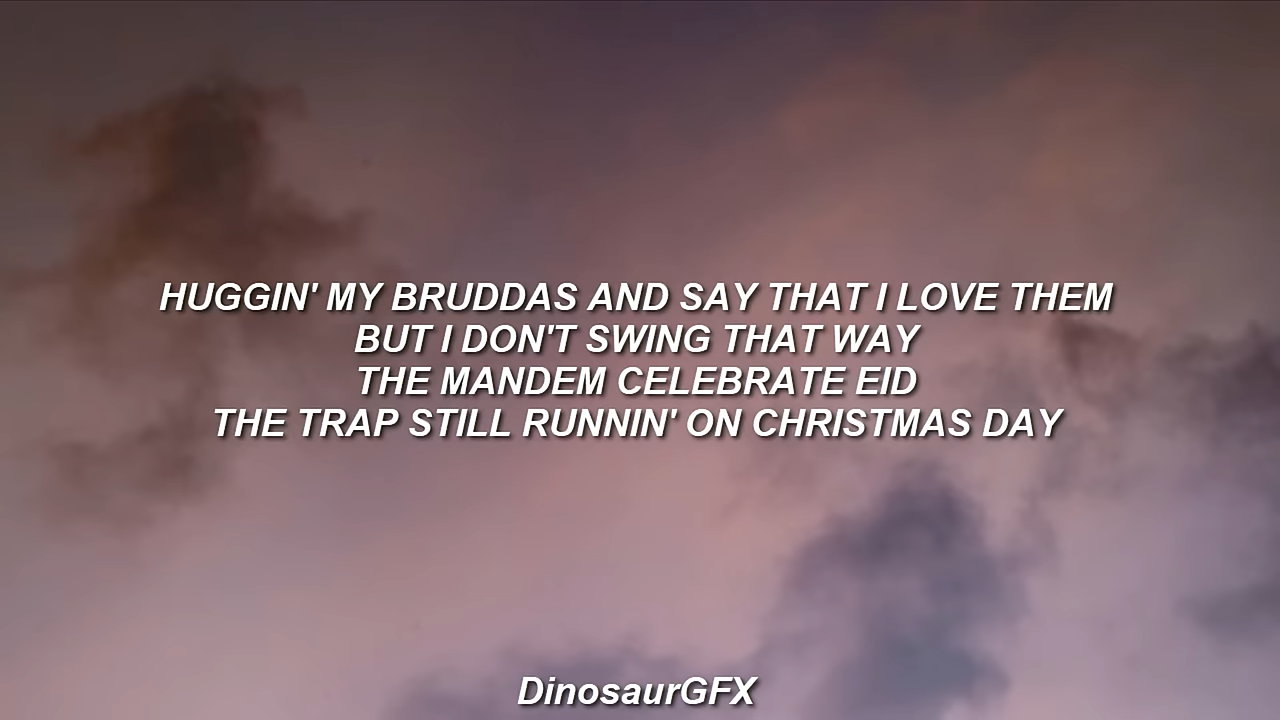 HUGGIN' MY BRUDDAS AND SAY THAT I LOVE THEM
BUT I DON'T SWING THAT WAY
THE MANDEM CELEBRATE EID
THE TRAP STILL RUNNIN' ON CHRISTMAS DAY
DinosaurGFX